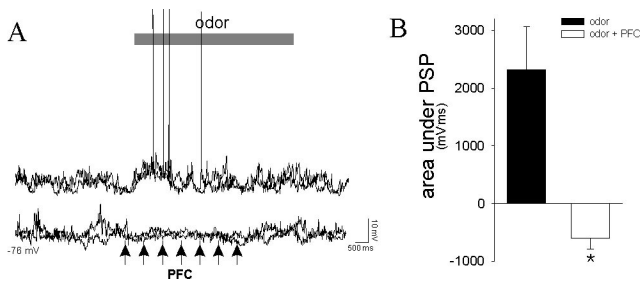 A
odor
-76 mV
10 mV
500 ms
PFC
B
odor
odor + PFC
area under PSP
(mVms)
3000
2000
1000
0
-1000
*